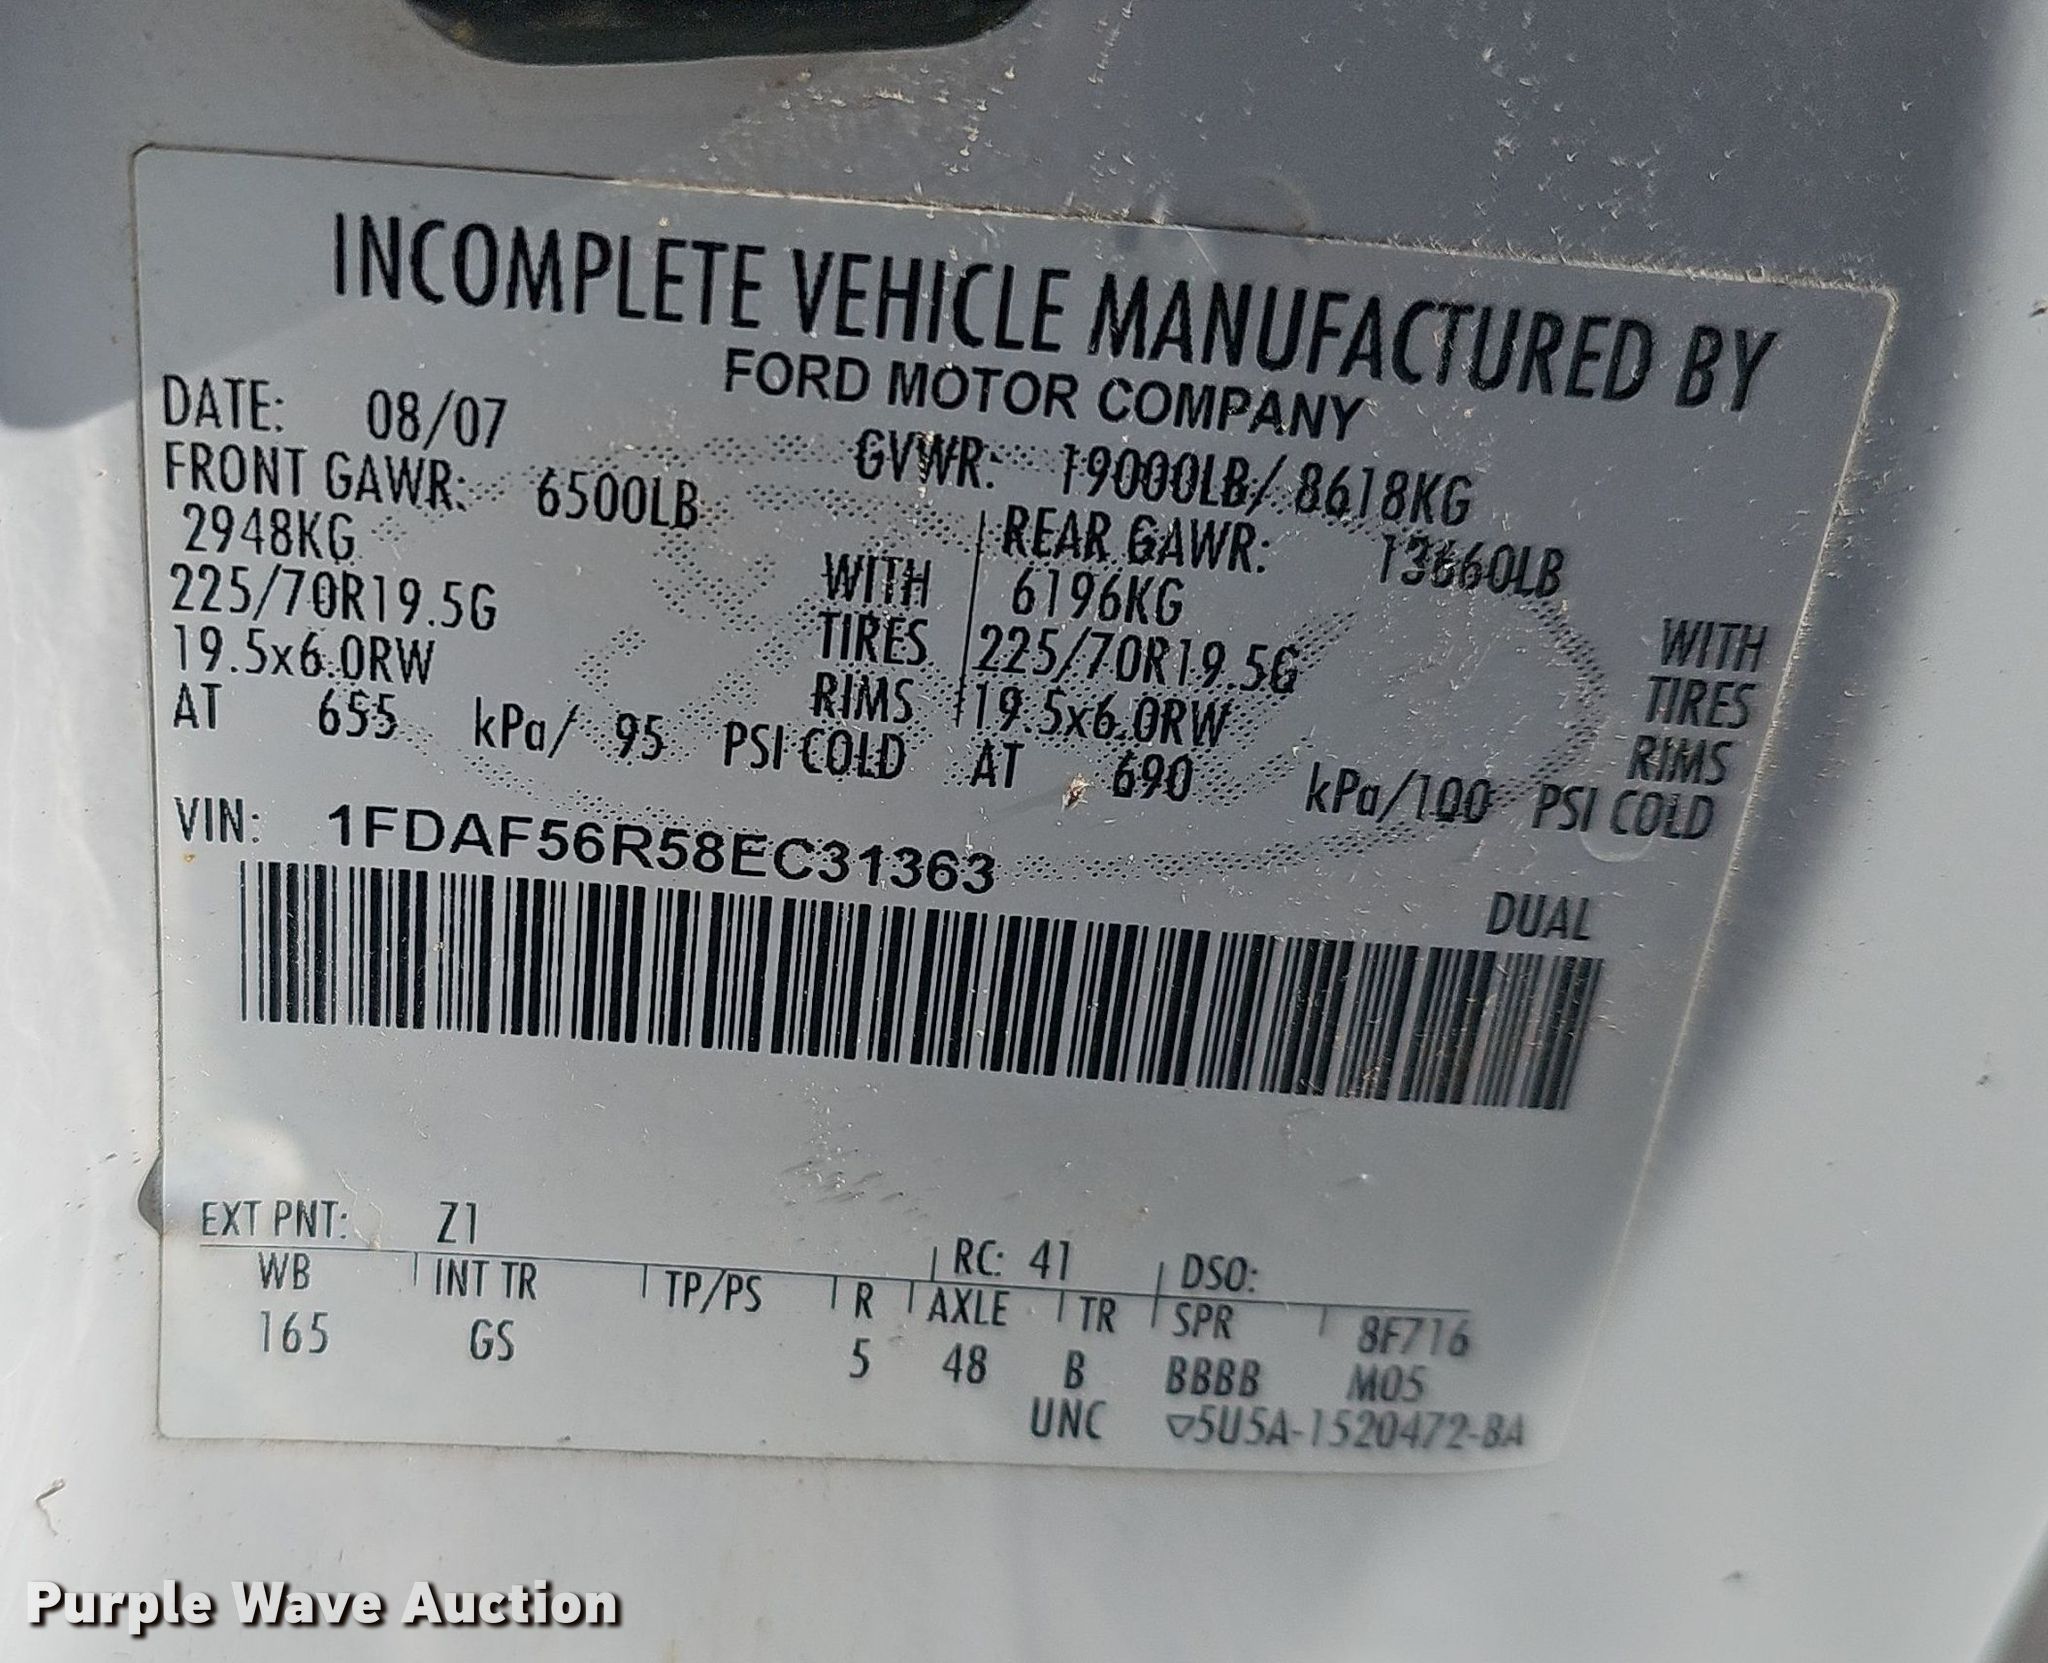 INCOMPLETE VEHICLE MANUFACTURED BY
FORD MOTOR COMPANY
DATE: 08/07 GVWR: 19000LB/ 8618KG
FRONT GAWR: 6500LB REAR GAWR: 13660LB
2948KG WITH 6196KG WITH
225/70R19.5G TIRES 225/70R19.5G TIRES
19.5x6.0RW RIMS 19.5x6.0RW RIMS
AT 655 kPa/ 95 PSI COLD AT 690 kPa/100 PSI COLD
VIN: 1FDAF56R58EC31363
DUAL
EXT PNT: Z1 RC: 41 DSO:
WB INT TR TP/PS R AXLE TR SPR 8F716
165 GS 5 48 B BBBB M05
UNC ▽5U5A-1520472-BA
Purple Wave Auction